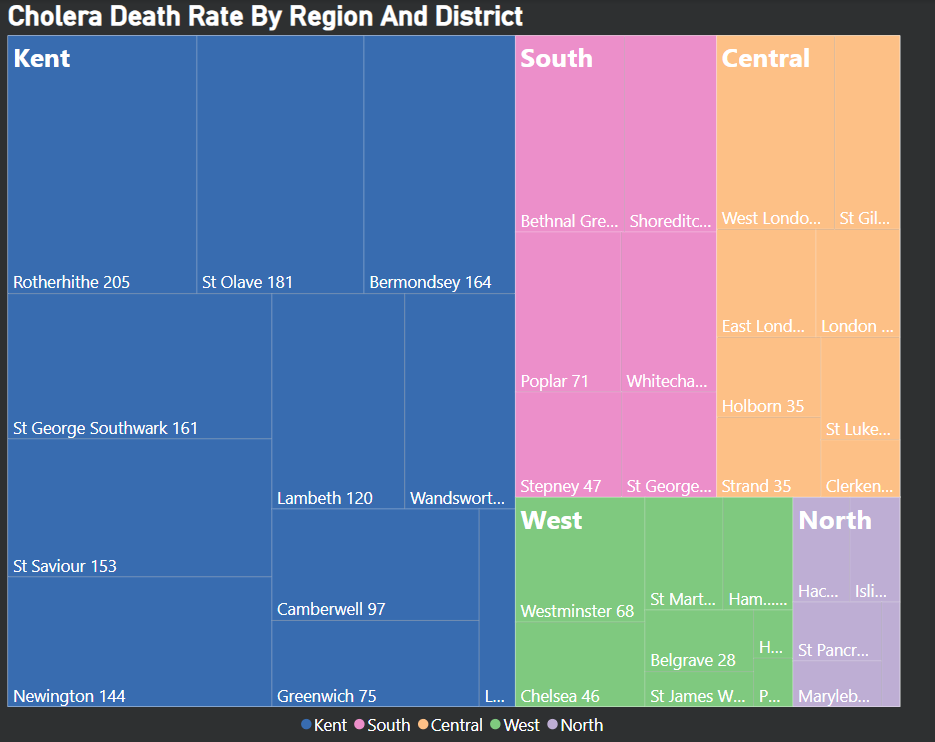 Cholera Death Rate By Region And District
Kent
Rotherhithe 205
St Olave 181
Bermondsey 164
St George Southwark 161
St Saviour 153
Newington 144
Lambeth 120
Wandswort...
Camberwell 97
Greenwich 75
L...
South
Bethnal Gre...
Shoreditc...
Poplar 71
Whitecha...
Stepney 47
St George...
Central
West Londo...
St Gil...
East Lond...
London ...
Holborn 35
St Luke...
Strand 35
Clerken...
West
Westminster 68
St Mart...
Ham......
Chelsea 46
Belgrave 28
H...
St James W...
P...
North
Hac...
Isli...
St Pancr...
Maryleb...
Kent South Central West North